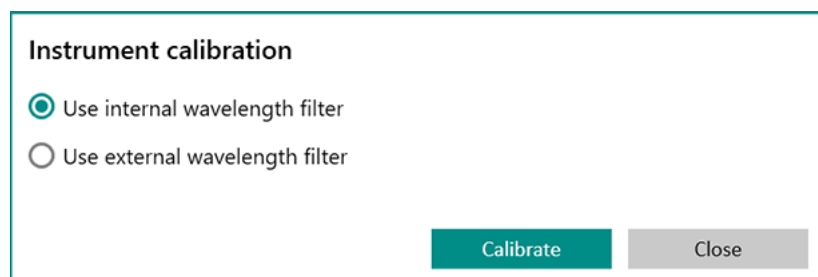 Instrument calibration
Use internal wavelength filter
Use external wavelength filter
Calibrate Close